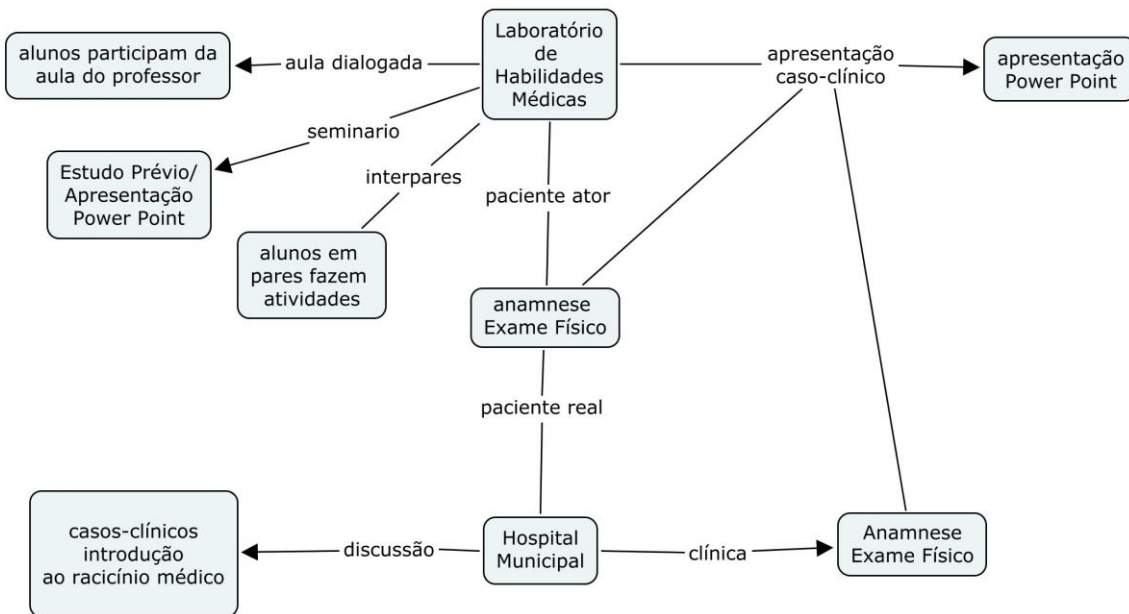 Laboratório
de
Habilidades
Médicas
alunos participam da
aula do professor
aula dialogada
apresentação
caso-clínico
apresentação
Power Point
seminario
Estudo Prévio/
Apresentação
Power Point
interpares
paciente ator
alunos em
pares fazem
atividades
anamnese
Exame Físico
paciente real
casos-clínicos
introdução
ao racicínio médico
discussão
Hospital
Municipal
clínica
Anamnese
Exame Físico